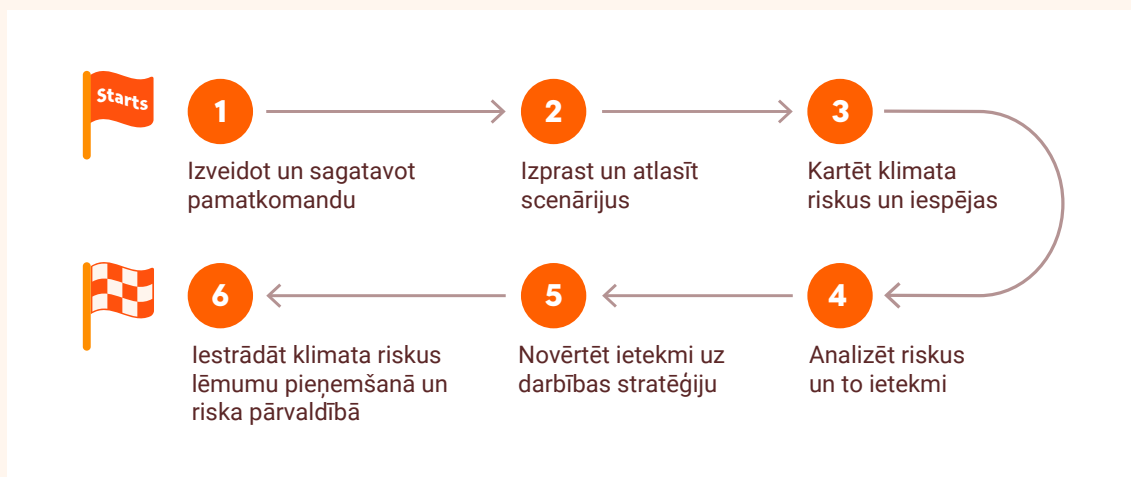 Starts
1
Izveidot un sagatavot
pamatkomandu
2
Izprast un atlasīt
scenārijus
3
Kartēt klimata
riskus un iespējas
4
Analizēt riskus
un to ietekmi
5
Novērtēt ietekmi uz
darbības stratēģiju
6
Iestrādāt klimata riskus
lēmumu pieņemšanā un
riska pārvaldībā